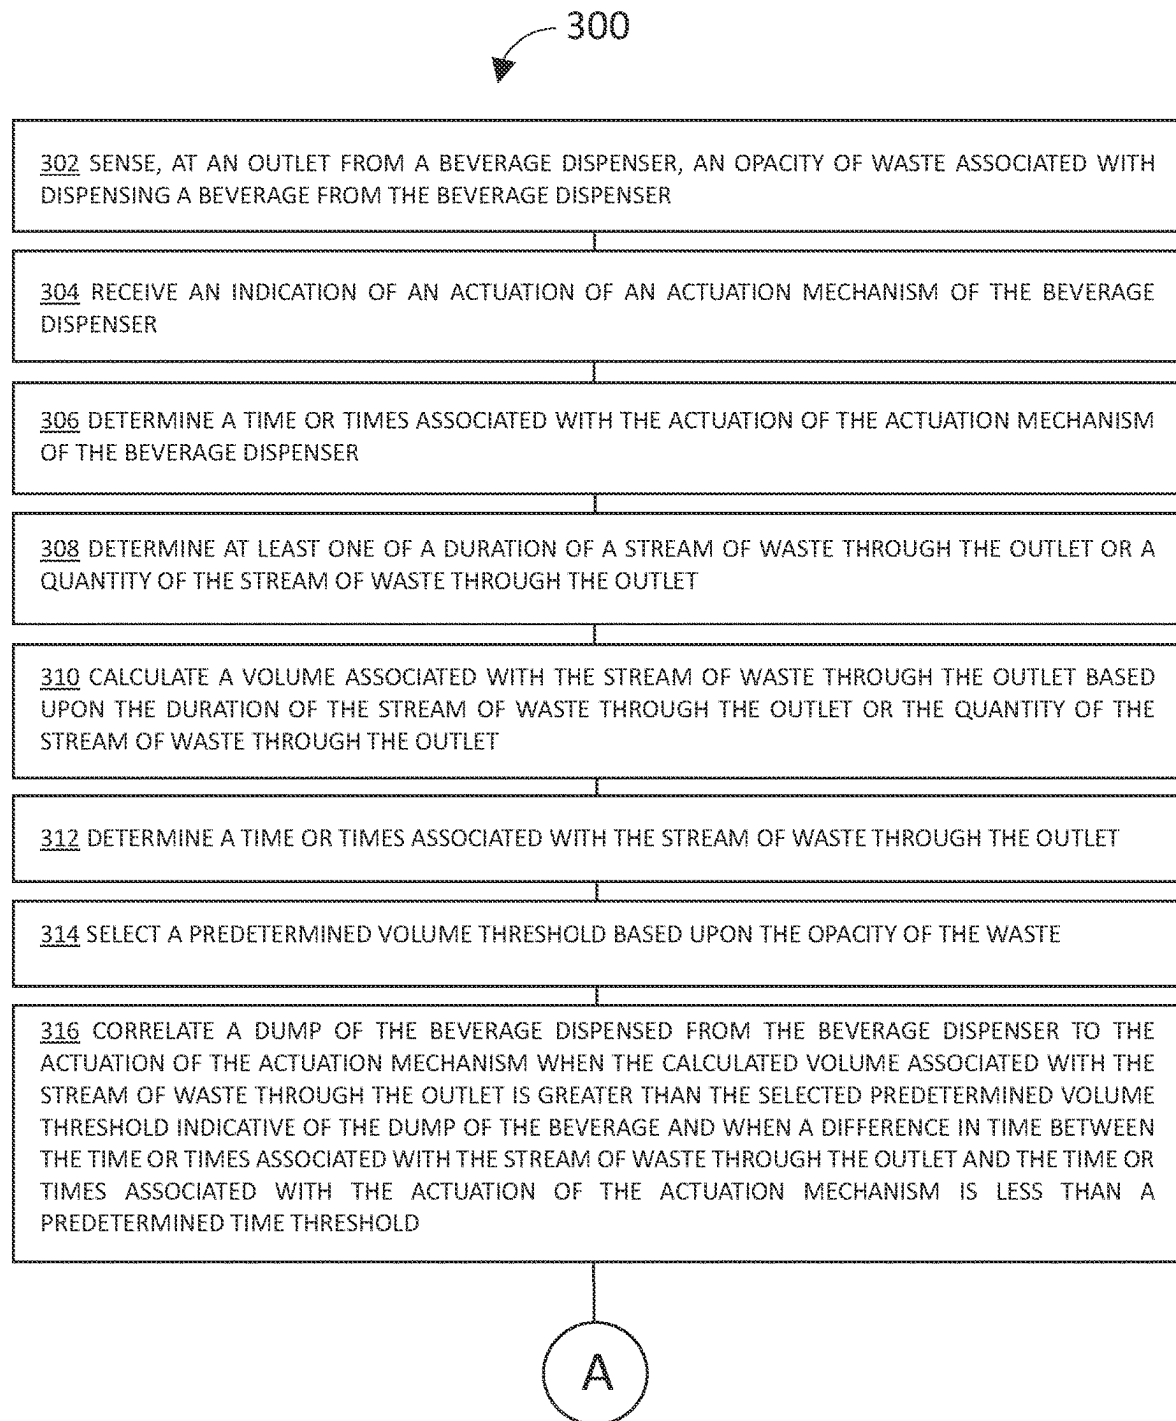 300
302 SENSE, AT AN OUTLET FROM A BEVERAGE DISPENSER, AN OPACITY OF WASTE ASSOCIATED WITH
DISPENSING A BEVERAGE FROM THE BEVERAGE DISPENSER
304 RECEIVE AN INDICATION OF AN ACTUATION OF AN ACTUATION MECHANISM OF THE BEVERAGE
DISPENSER
306 DETERMINE A TIME OR TIMES ASSOCIATED WITH THE ACTUATION OF THE ACTUATION MECHANISM
OF THE BEVERAGE DISPENSER
308 DETERMINE AT LEAST ONE OF A DURATION OF A STREAM OF WASTE THROUGH THE OUTLET OR A
QUANTITY OF THE STREAM OF WASTE THROUGH THE OUTLET
310 CALCULATE A VOLUME ASSOCIATED WITH THE STREAM OF WASTE THROUGH THE OUTLET BASED
UPON THE DURATION OF THE STREAM OF WASTE THROUGH THE OUTLET OR THE QUANTITY OF THE
STREAM OF WASTE THROUGH THE OUTLET
312 DETERMINE A TIME OR TIMES ASSOCIATED WITH THE STREAM OF WASTE THROUGH THE OUTLET
314 SELECT A PREDETERMINED VOLUME THRESHOLD BASED UPON THE OPACITY OF THE WASTE
316 CORRELATE A DUMP OF THE BEVERAGE DISPENSED FROM THE BEVERAGE DISPENSER TO THE
ACTUATION OF THE ACTUATION MECHANISM WHEN THE CALCULATED VOLUME ASSOCIATED WITH THE
STREAM OF WASTE THROUGH THE OUTLET IS GREATER THAN THE SELECTED PREDETERMINED VOLUME
THRESHOLD INDICATIVE OF THE DUMP OF THE BEVERAGE AND WHEN A DIFFERENCE IN TIME BETWEEN
THE TIME OR TIMES ASSOCIATED WITH THE STREAM OF WASTE THROUGH THE OUTLET AND THE TIME OR
TIMES ASSOCIATED WITH THE ACTUATION OF THE ACTUATION MECHANISM IS LESS THAN A
PREDETERMINED TIME THRESHOLD
A